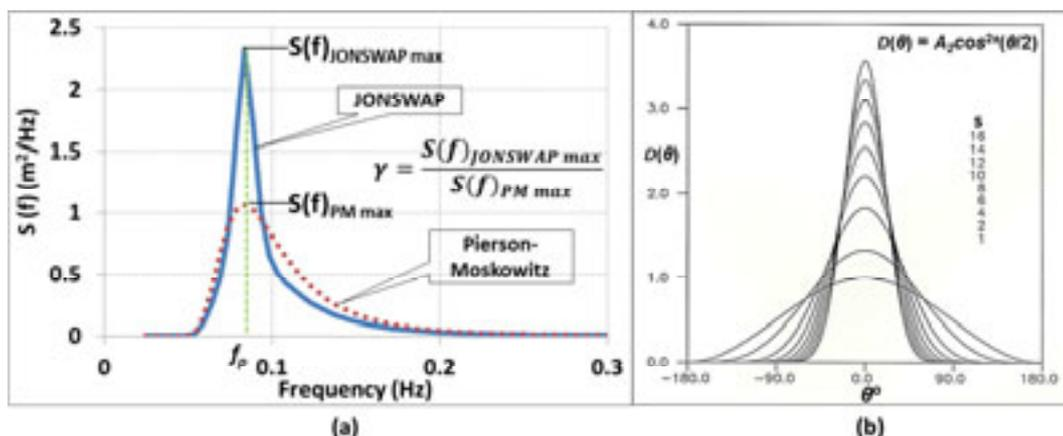 2.5
2
1.5
1
0.5
0
S (f) (m²/Hz)
S(f)JONSWAP max
JONSWAP
γ = S(f)JONSWAP max / S(f)PM max
S(f)PM max
Pierson-
Moskowitz
0 fₚ 0.1 0.2 0.3
Frequency (Hz)
(a)
D(θ) = A₂cos²ˢ(θ/2)
4.0
3.0
D(θ)
2.0
1.0
0.0
S
16
14
12
10
8
6
4
2
1
−180.0 −90.0 0.0 90.0 180.0
θ°
(b)